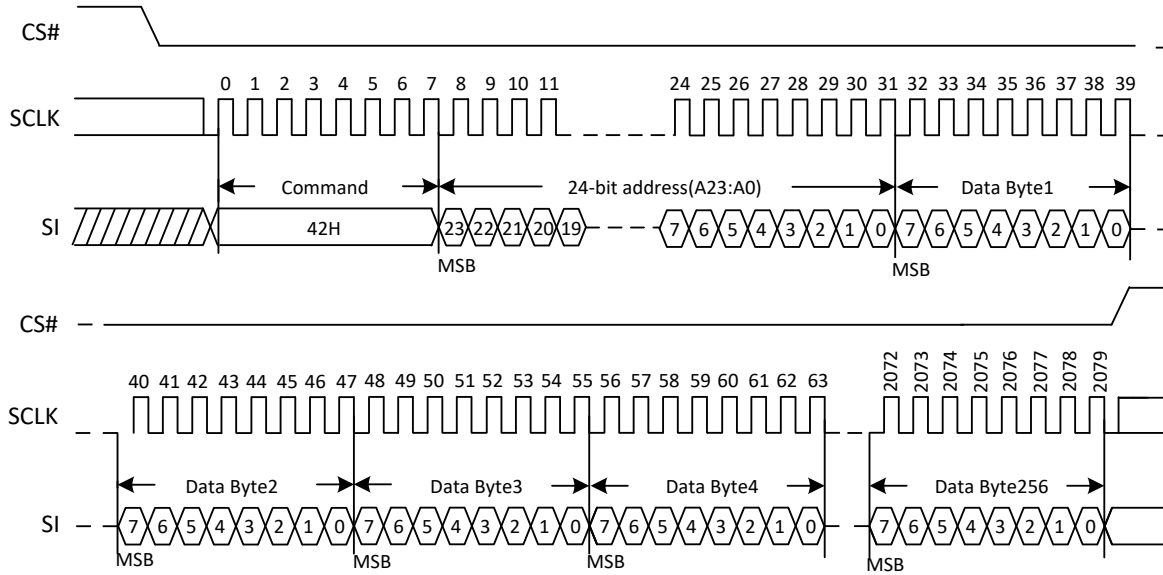 CS#
0 1 2 3 4 5 6 7 8 9 10 11 24 25 26 27 28 29 30 31 32 33 34 35 36 37 38 39
SCLK
Command 24-bit address(A23:A0) Data Byte1
SI 42H 23 22 21 20 19 7 6 5 4 3 2 1 0 7 6 5 4 3 2 1 0
MSB MSB
CS#
40 41 42 43 44 45 46 47 48 49 50 51 52 53 54 55 56 57 58 59 60 61 62 63 2072 2073 2074 2075 2076 2077 2078 2079
SCLK
Data Byte2 Data Byte3 Data Byte4 Data Byte256
SI 7 6 5 4 3 2 1 0 7 6 5 4 3 2 1 0 7 6 5 4 3 2 1 0 7 6 5 4 3 2 1 0
MSB MSB MSB MSB